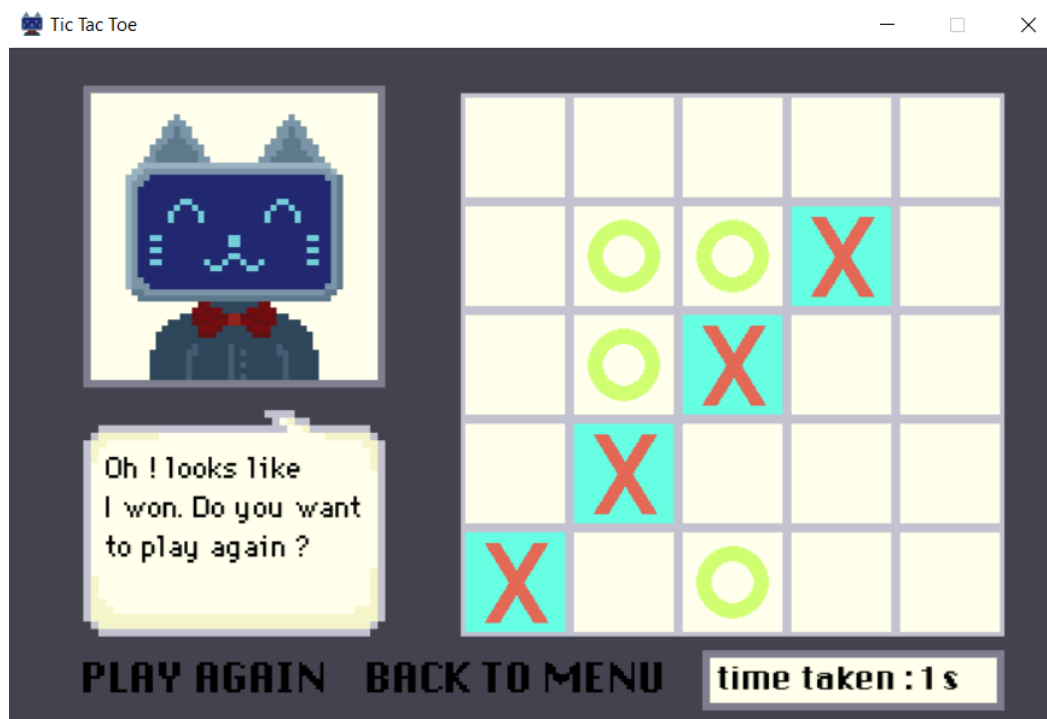 Tic Tac Toe
O O X
O X
X
X O
Oh ! looks like
I won. Do you want
to play again ?
PLAY AGAIN BACK TO MENU time taken : 1 s